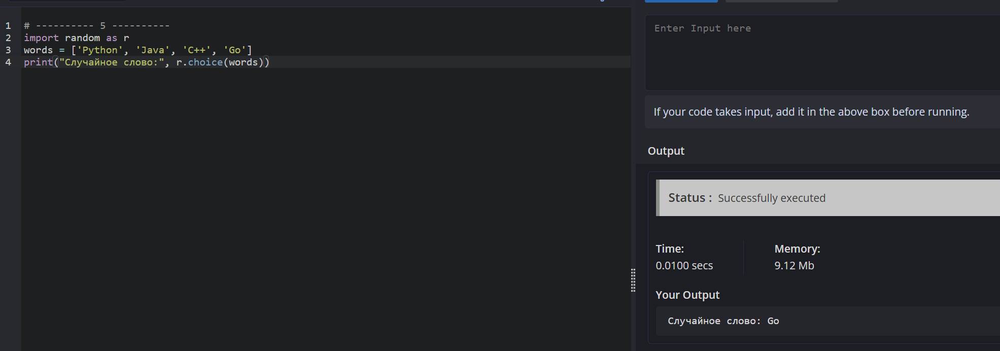 1 # ---------- 5 ----------
2 import random as r
3 words = ['Python', 'Java', 'C++', 'Go']
4 print("Случайное слово:", r.choice(words))
Enter Input here
If your code takes input, add it in the above box before running.
Output
Status : Successfully executed
Time: Memory:
0.0100 secs 9.12 Mb
Your Output
Случайное слово: Go